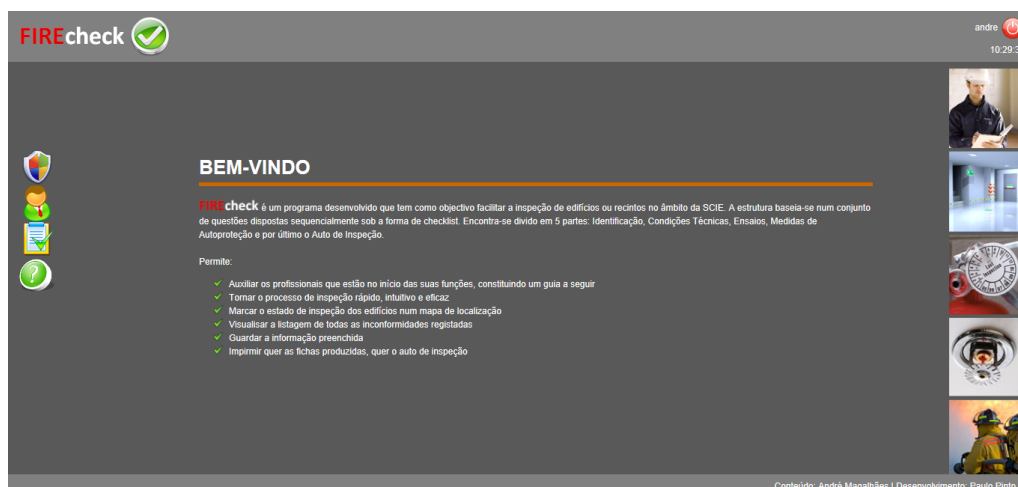 FIREcheck
andre
10:29:3
BEM-VINDO
FIREcheck é um programa desenvolvido que tem como objectivo facilitar a inspeção de edifícios ou recintos no âmbito da SCIE. A estrutura baseia-se num conjunto
de questões dispostas sequencialmente sob a forma de checklist. Encontra-se divido em 5 partes: Identificação, Condições Técnicas, Ensaios, Medidas de
Autoproteção e por último o Auto de Inspeção.
Permite:
Auxiliar os profissionais que estão no início das suas funções, constituindo um guia a seguir
Tornar o processo de inspeção rápido, intuitivo e eficaz
Marcar o estado de inspeção dos edifícios num mapa de localização
Visualisar a listagem de todas as inconformidades registadas
Guardar a informação preenchida
Impirmir quer as fichas produzidas, quer o auto de inspeção
Conteúdo: André Magalhães | Desenvolvimento: Paulo Pinto